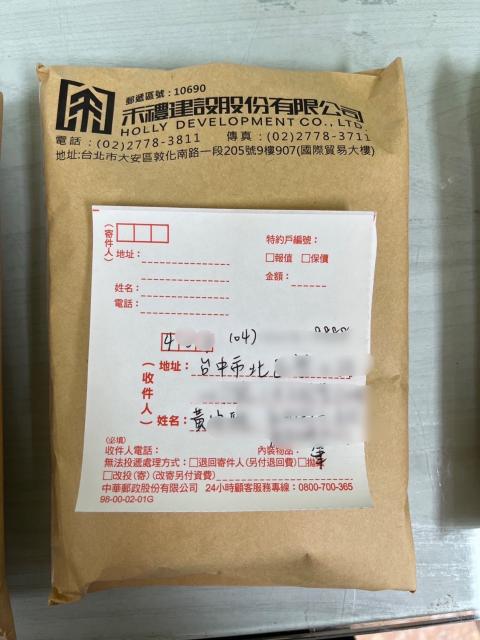 郵遞區號：10690
禾禮建設股份有限公司
HOLLY DEVELOPMENT CO., LTD
電話：(02)2778-3811 傳真：(02)2778-3711
地址:台北市大安區敦化南路一段205號9樓907(國際貿易大樓)
(寄件人)
特約戶編號：
地址：
□報值 □保價
金額：
姓名：
電話：
4 (04)
(收件人)
地址: 台中市北
姓名: 黃
(必填)
收件人電話： 內裝物品： 筆
無法投遞處理方式：□退回寄件人(另付退回費)□拋
□改投(寄)(改寄另付資費)
中華郵政股份有限公司 24小時顧客服務專線：0800-700-365
98-00-02-01G